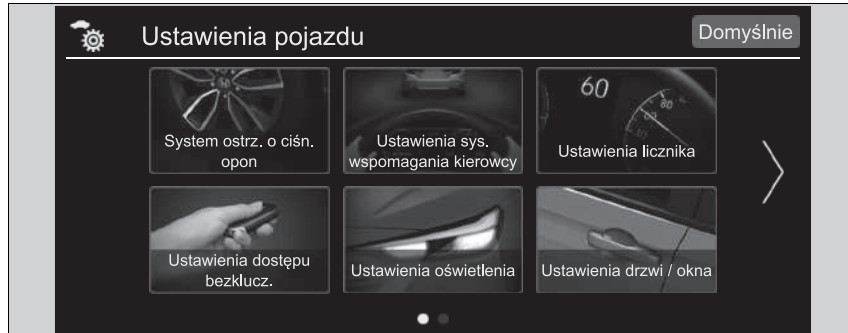 Ustawienia pojazdu
Domyślnie
System ostrz. o ciśn.
opon
Ustawienia sys.
wspomagania kierowcy
60
80
Ustawienia licznika
Ustawienia dostępu
bezklucz.
Ustawienia oświetlenia
Ustawienia drzwi / okna